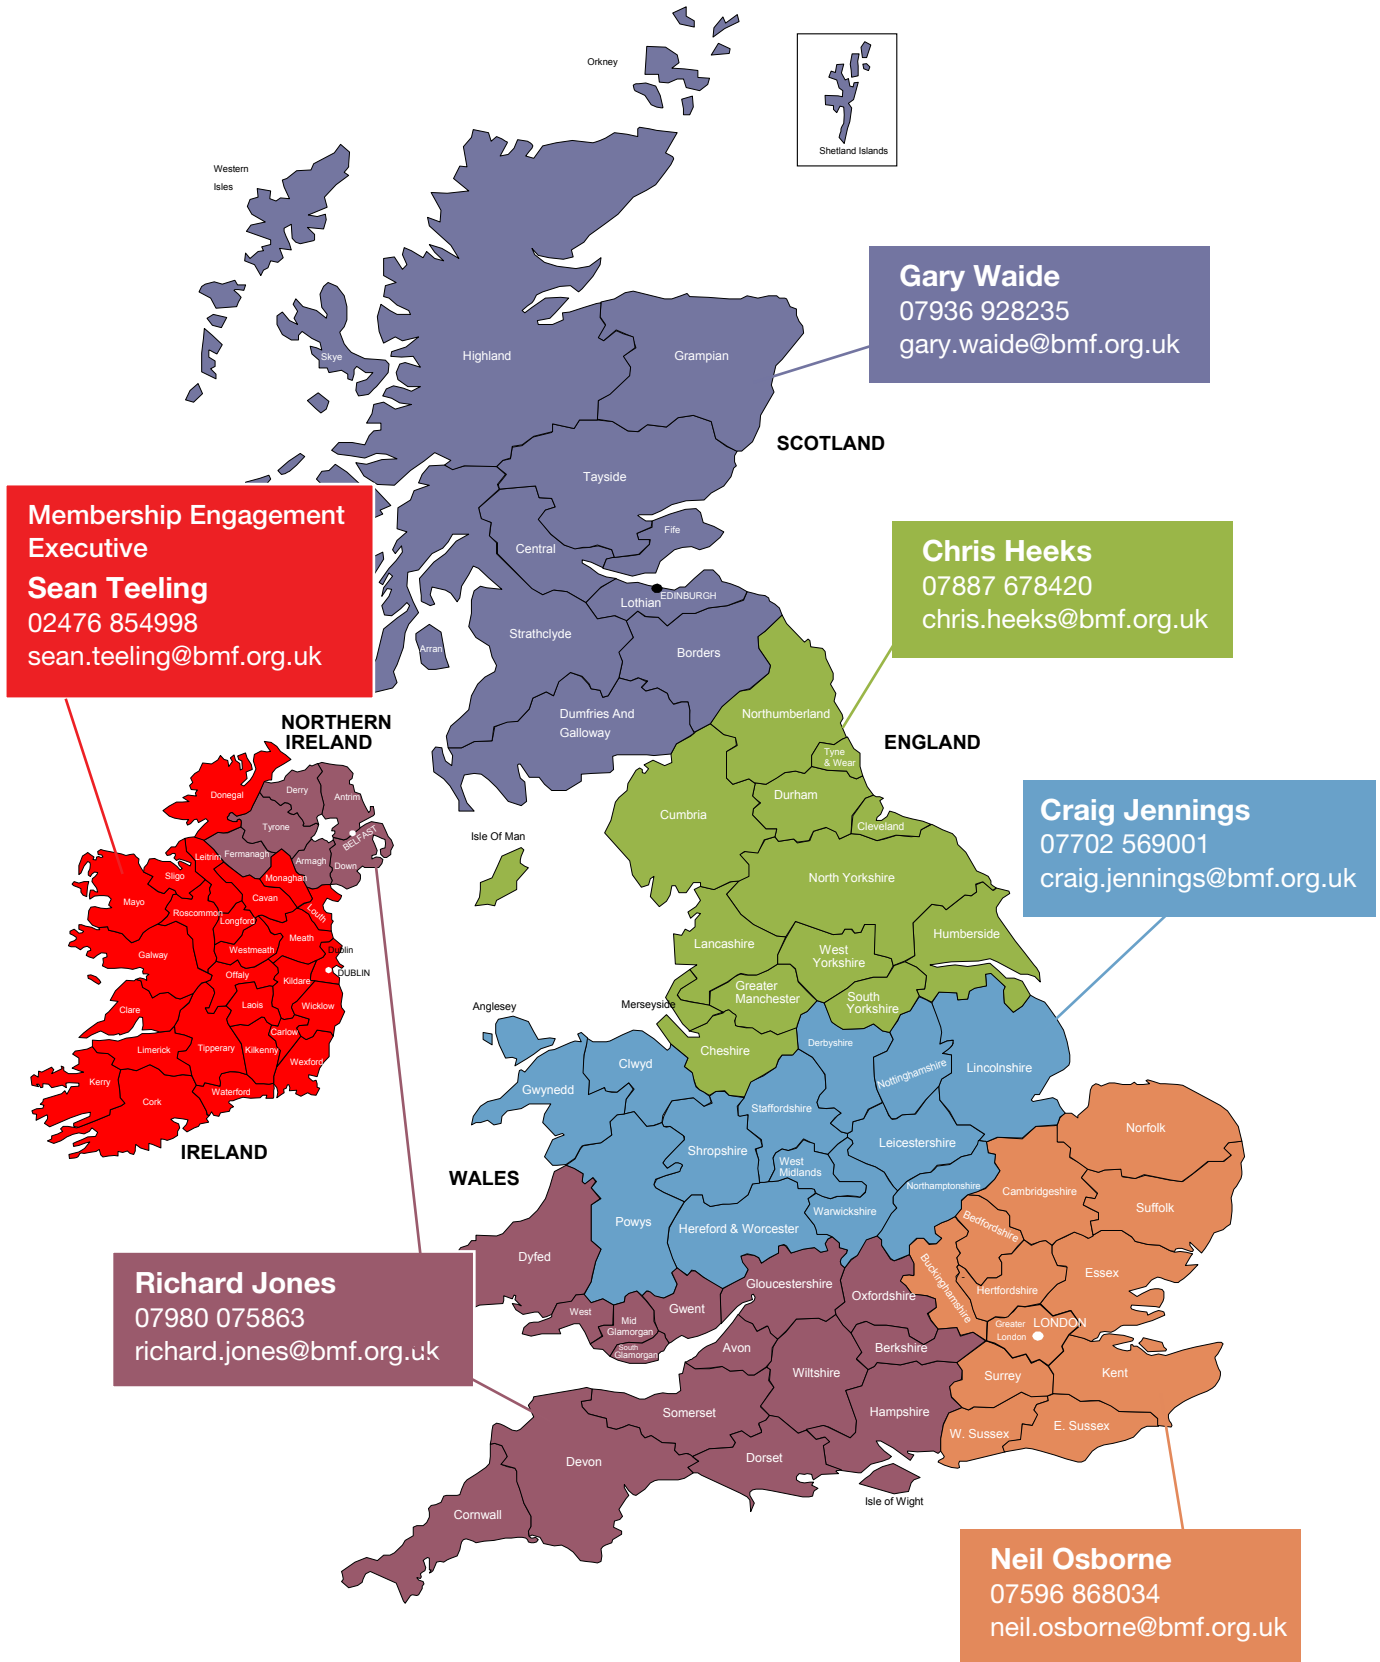 Orkney
Shetland Islands
Western
Isles
Gary Waide
07936 928235
gary.waide@bmf.org.uk
Skye
Highland
Grampian
SCOTLAND
Tayside
Membership Engagement
Executive
Sean Teeling
02476 854998
sean.teeling@bmf.org.uk
Fife
Central
Chris Heeks
07887 678420
chris.heeks@bmf.org.uk
EDINBURGH
Lothian
Strathclyde
Arran
Borders
Dumfries And
Galloway
Northumberland
NORTHERN
IRELAND
ENGLAND
Tyne
& Wear
Donegal
Derry
Antrim
Durham
Cumbria
Cleveland
Craig Jennings
07702 569001
craig.jennings@bmf.org.uk
Tyrone
BELFAST
Isle Of Man
Fermanagh
Armagh
Down
Leitrim
Sligo
Monaghan
Mayo
Cavan
North Yorkshire
Roscommon
Longford
Louth
Meath
Lancashire
West
Yorkshire
Humberside
Galway
Westmeath
Dublin
DUBLIN
Offaly
Kildare
Greater
Manchester
South
Yorkshire
Laois
Wicklow
Clare
Anglesey
Merseyside
Carlow
Limerick
Tipperary
Kilkenny
Wexford
Cheshire
Derbyshire
Nottinghamshire
Lincolnshire
Clwyd
Gwynedd
Kerry
Waterford
Cork
Staffordshire
Norfolk
IRELAND
Shropshire
Leicestershire
WALES
West
Midlands
Northamptonshire
Cambridgeshire
Suffolk
Powys
Hereford & Worcester
Warwickshire
Bedfordshire
Dyfed
Buckinghamshire
Essex
Richard Jones
07980 075863
richard.jones@bmf.org.uk
Gloucestershire
Oxfordshire
Hertfordshire
West
Mid
Glamorgan
Gwent
Greater
London
LONDON
South
Glamorgan
Avon
Berkshire
Wiltshire
Surrey
Kent
Somerset
Hampshire
W. Sussex
E. Sussex
Devon
Dorset
Isle of Wight
Cornwall
Neil Osborne
07596 868034
neil.osborne@bmf.org.uk